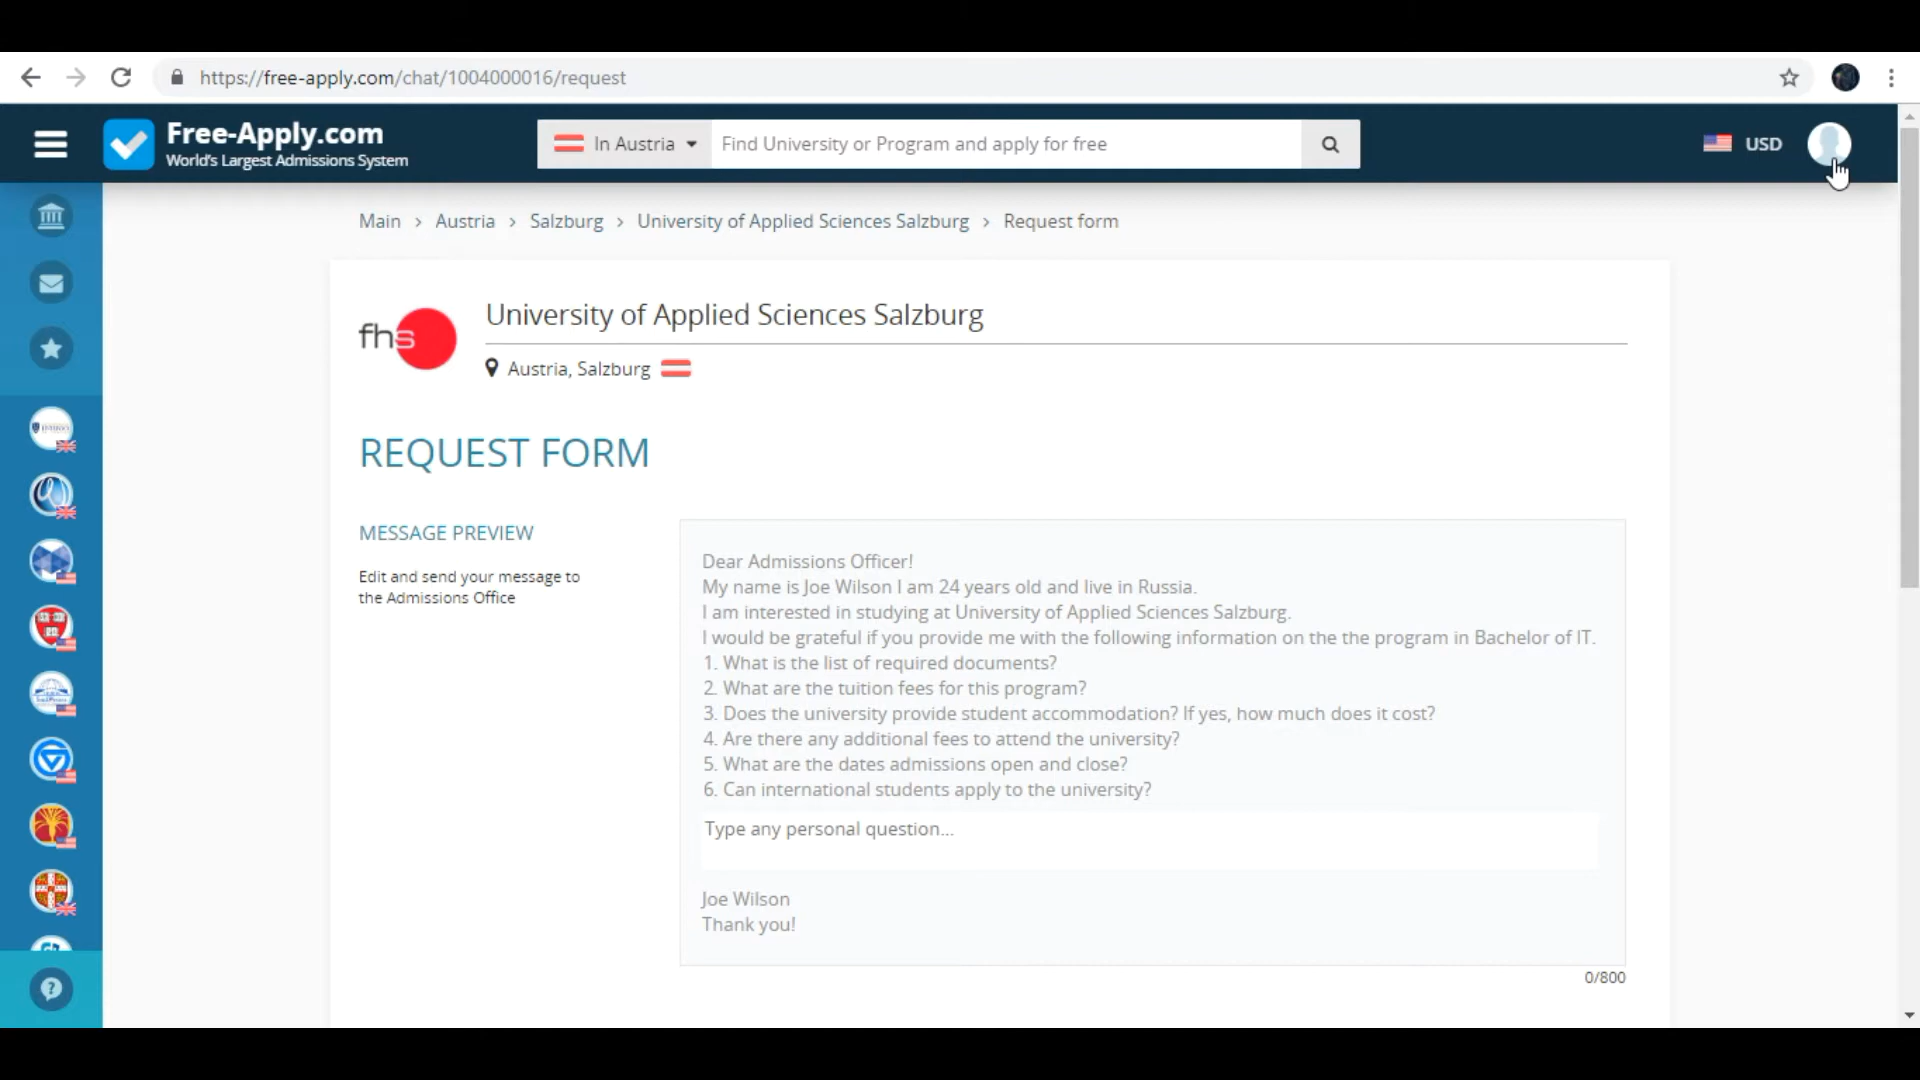 https://free-apply.com/chat/1004000016/request
Free-Apply.com
World's Largest Admissions System
In Austria
Find University or Program and apply for free
USD
Main > Austria > Salzburg > University of Applied Sciences Salzburg > Request form
fhs
University of Applied Sciences Salzburg
Austria, Salzburg
REQUEST FORM
MESSAGE PREVIEW
Edit and send your message to
the Admissions Office
Dear Admissions Officer!
My name is Joe Wilson I am 24 years old and live in Russia.
I am interested in studying at University of Applied Sciences Salzburg.
I would be grateful if you provide me with the following information on the the program in Bachelor of IT.
1. What is the list of required documents?
2. What are the tuition fees for this program?
3. Does the university provide student accommodation? If yes, how much does it cost?
4. Are there any additional fees to attend the university?
5. What are the dates admissions open and close?
6. Can international students apply to the university?
Type any personal question...
Joe Wilson
Thank you!
0/800